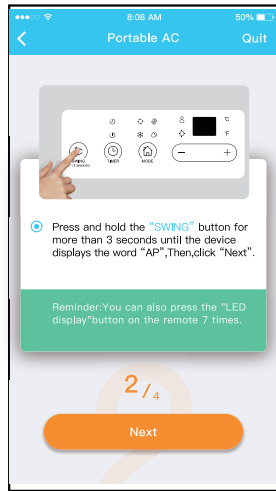 8:08 AM
50%
Portable AC
Quit
°C
°F
SWING
(3 seconds)
TIMER
MODE
− +
Press and hold the “SWING” button for
more than 3 seconds until the device
displays the word “AP”,Then,click “Next”.
Reminder:You can also press the “LED
display”button on the remote 7 times.
2/4
Next